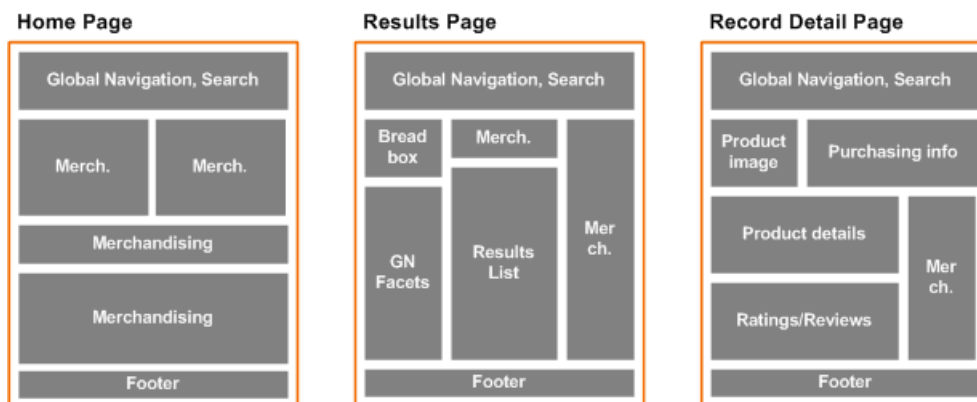 Home Page
Global Navigation, Search
Merch.
Merch.
Merchandising
Merchandising
Footer
Results Page
Global Navigation, Search
Bread
box
Merch.
Mer
ch.
GN
Facets
Results
List
Footer
Record Detail Page
Global Navigation, Search
Product
image
Purchasing info
Product details
Mer
ch.
Ratings/Reviews
Footer